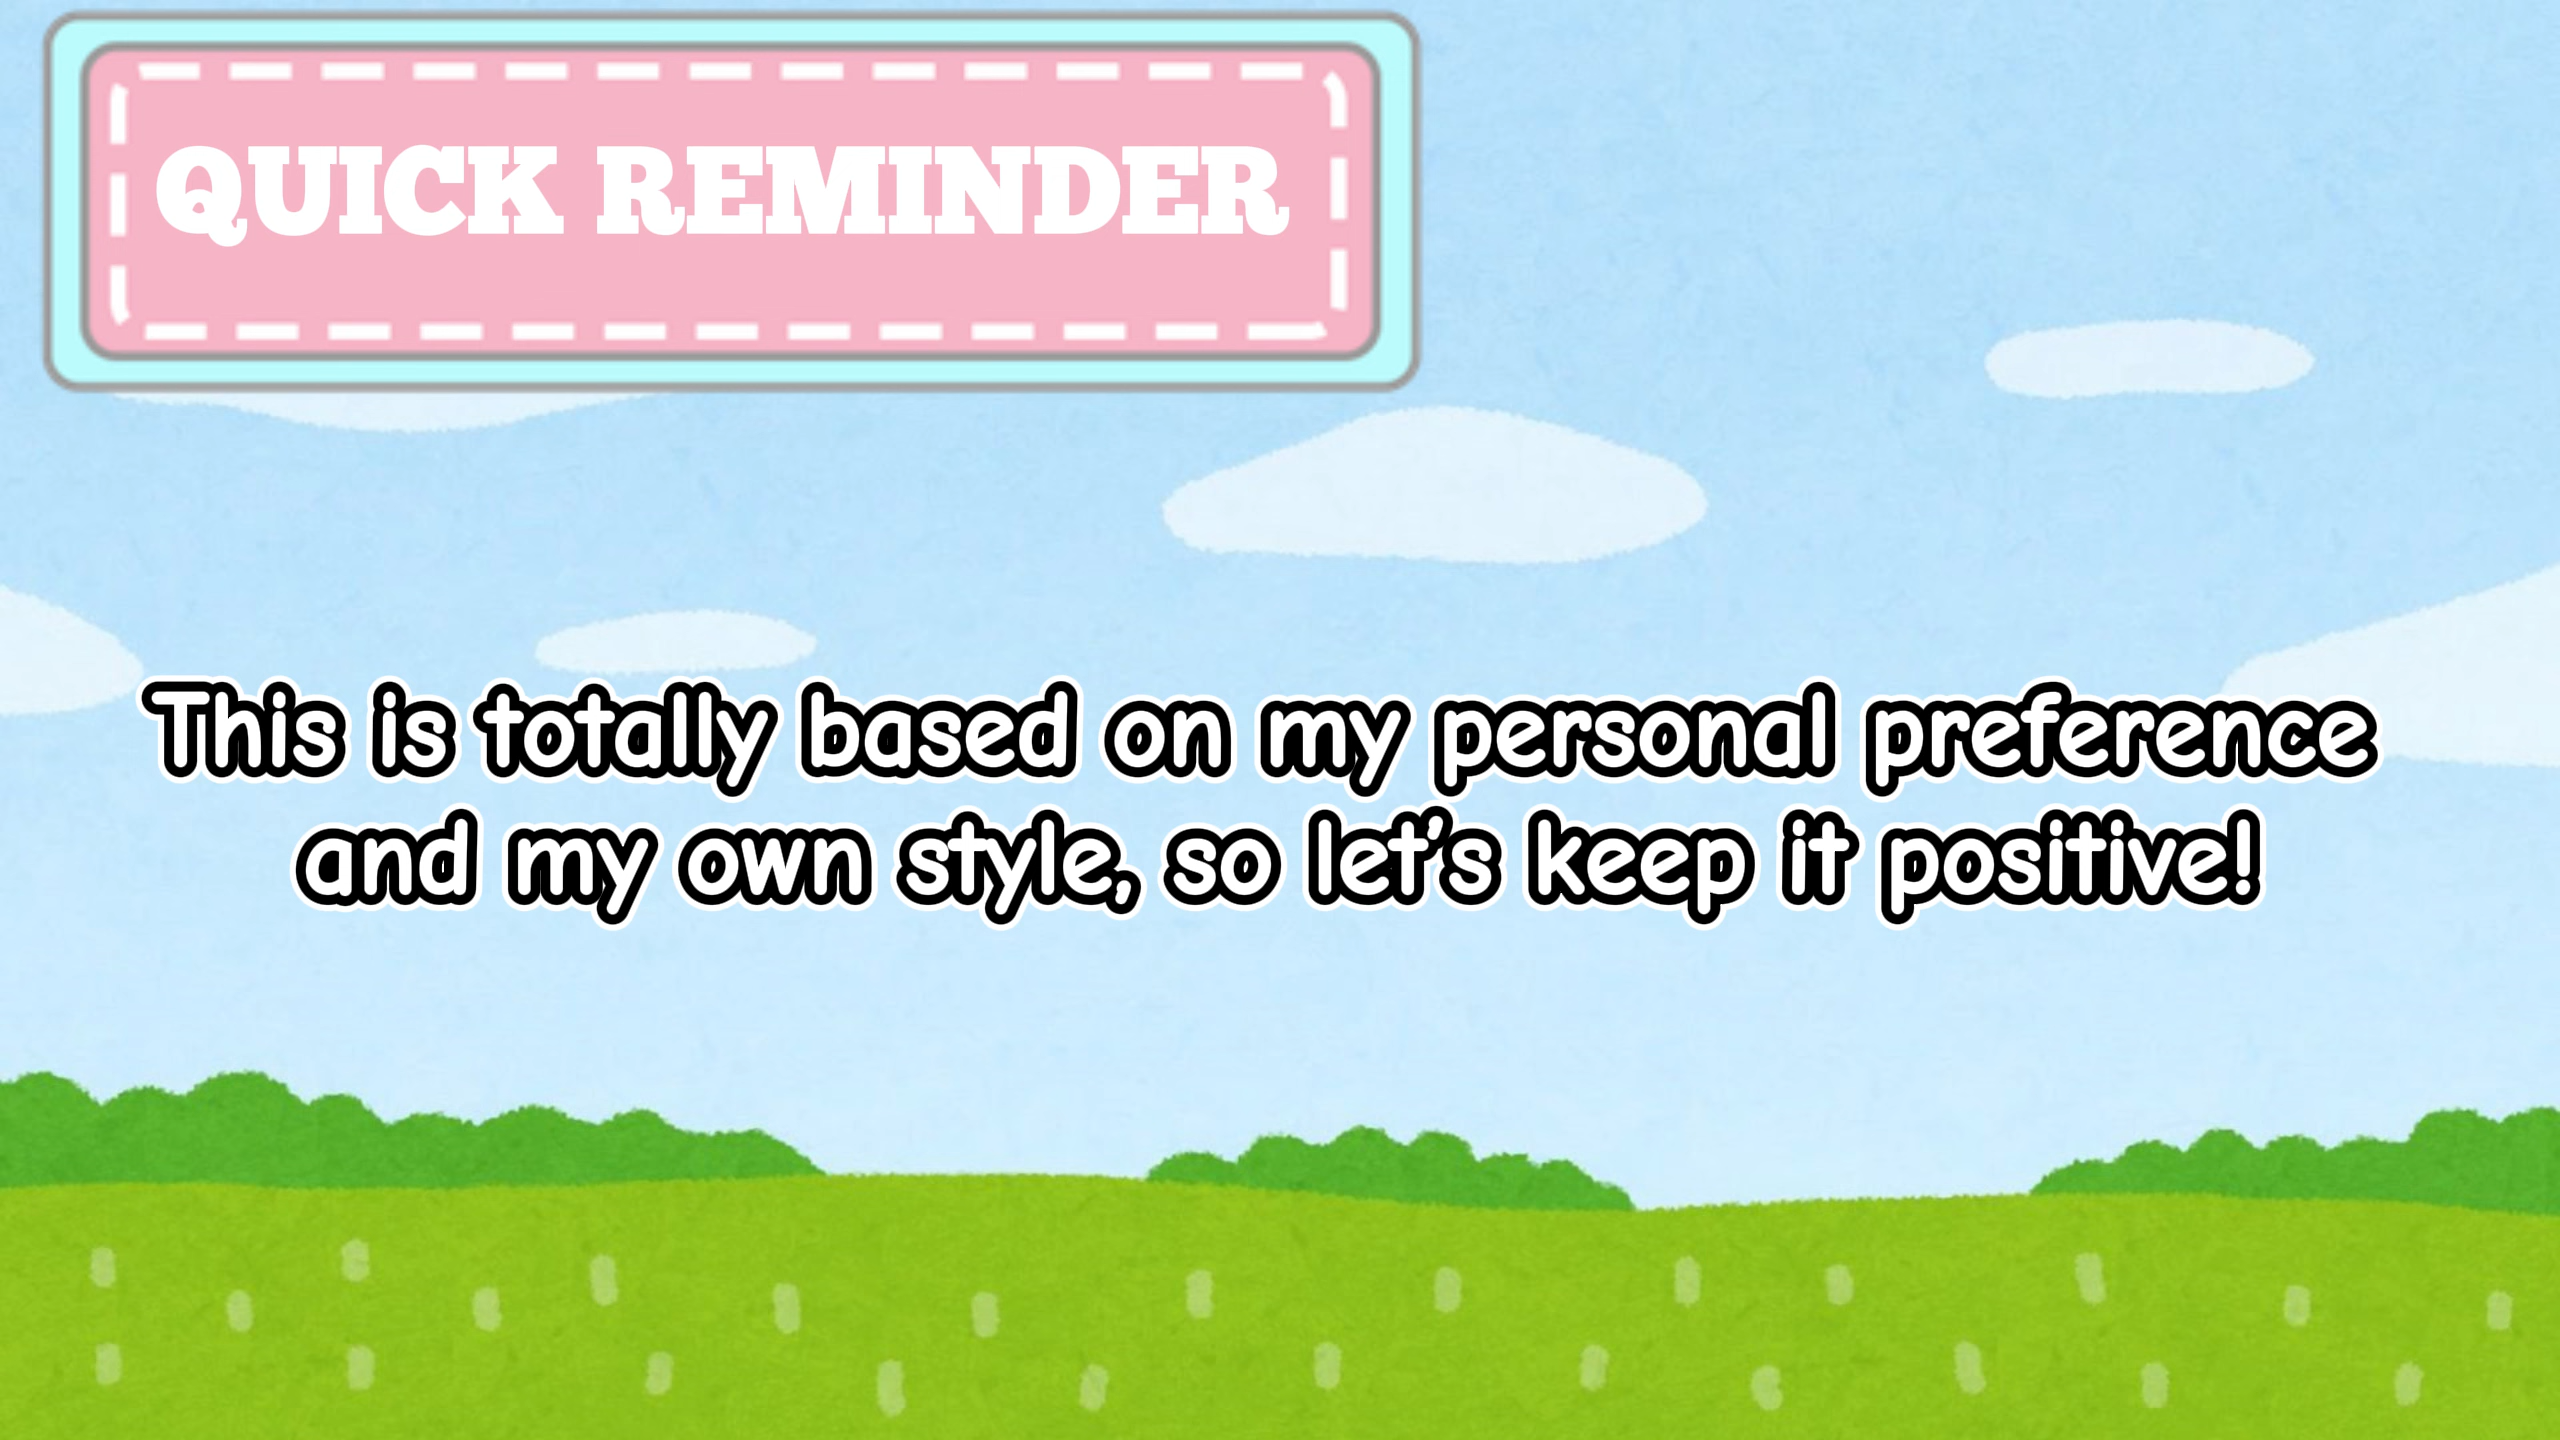 QUICK REMINDER
This is totally based on my personal preference
and my own style, so let's keep it positive!